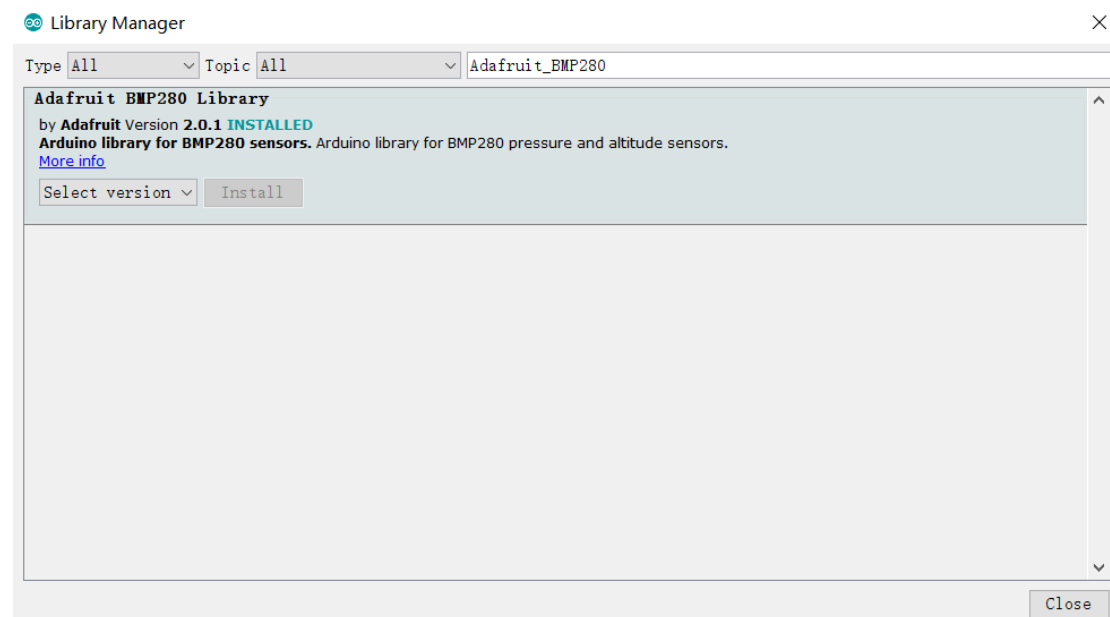 Library Manager
Type All Topic All Adafruit_BMP280
Adafruit BMP280 Library
by Adafruit Version 2.0.1 INSTALLED
Arduino library for BMP280 sensors. Arduino library for BMP280 pressure and altitude sensors.
More info
Select version Install
Close